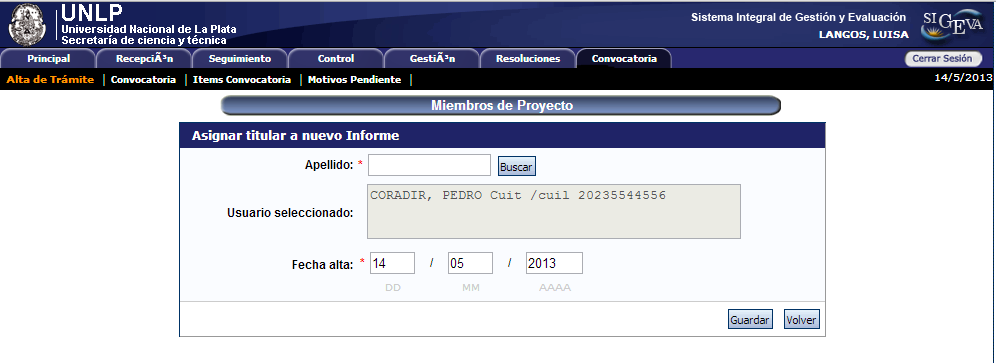 UNLP
Universidad Nacional de La Plata
Secretaría de ciencia y técnica
Sistema Integral de Gestión y Evaluación
LANGOS, LUISA
SIGEVA
Principal RecepciÃ³n Seguimiento Control GestiÃ³n Resoluciones Convocatoria Cerrar Sesión
Alta de Trámite | Convocatoria | Items Convocatoria | Motivos Pendiente | 14/5/2013
Miembros de Proyecto
Asignar titular a nuevo Informe
Apellido: * Buscar
CORADIR, PEDRO Cuit /cuil 20235544556
Usuario seleccionado:
Fecha alta: * 14 / 05 / 2013
DD MM AAAA
Guardar Volver